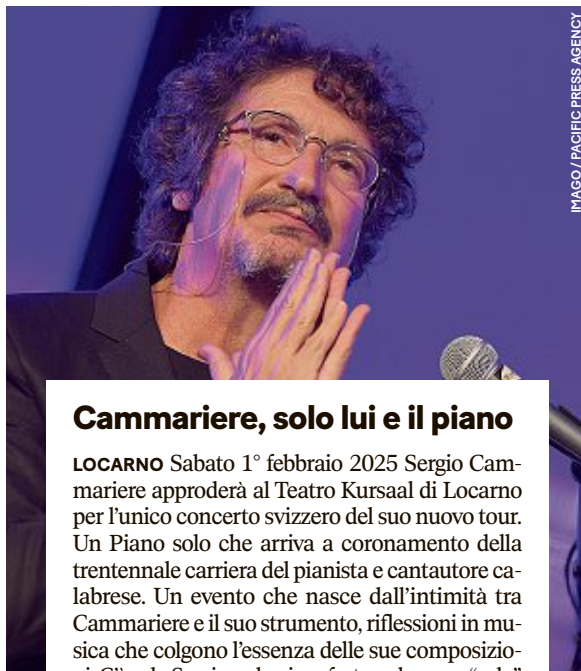 IMAGO / PACIFIC PRESS AGENCY
Cammariere, solo lui e il piano
LOCARNO Sabato 1° febbraio 2025 Sergio Cam-
mariere approderà al Teatro Kursaal di Locarno
per l’unico concerto svizzero del suo nuovo tour.
Un Piano solo che arriva a coronamento della
trentennale carriera del pianista e cantautore ca-
labrese. Un evento che nasce dall’intimità tra
Cammariere e il suo strumento, riflessioni in mu-
sica che colgono l’essenza delle sue composizio-